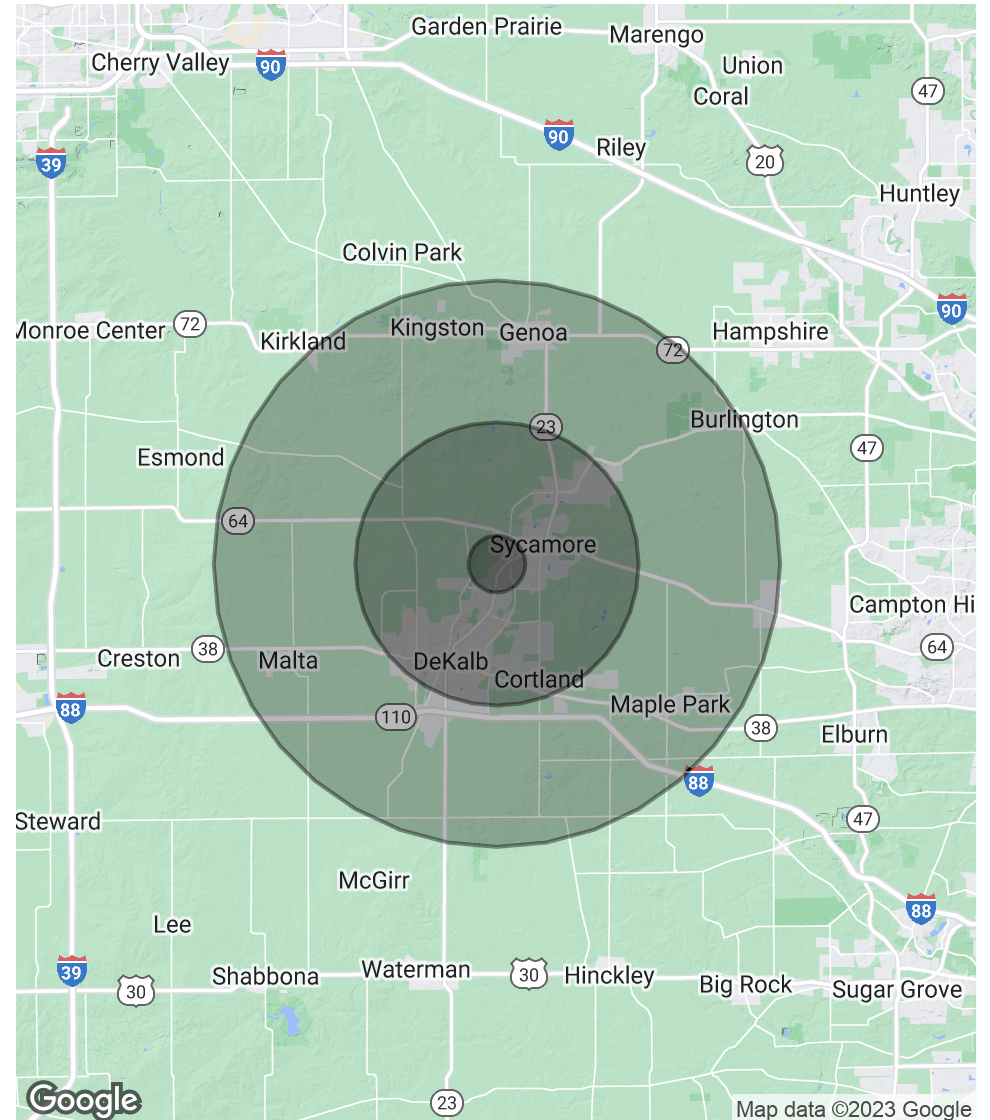 Garden Prairie
Marengo
Cherry Valley
90
Union
47
Coral
90
Riley
39
20
Huntley
Colvin Park
90
Monroe Center
72
Kirkland
Kingston
Genoa
72
Hampshire
23
Burlington
47
Esmond
64
Sycamore
Campton Hi
64
Creston
38
Malta
DeKalb
Cortland
88
110
Maple Park
38
Elburn
88
Steward
47
McGirr
88
Lee
39
30
Shabbona
Waterman
30
Hinckley
Big Rock
Sugar Grove
Google
23
Map data ©2023 Google